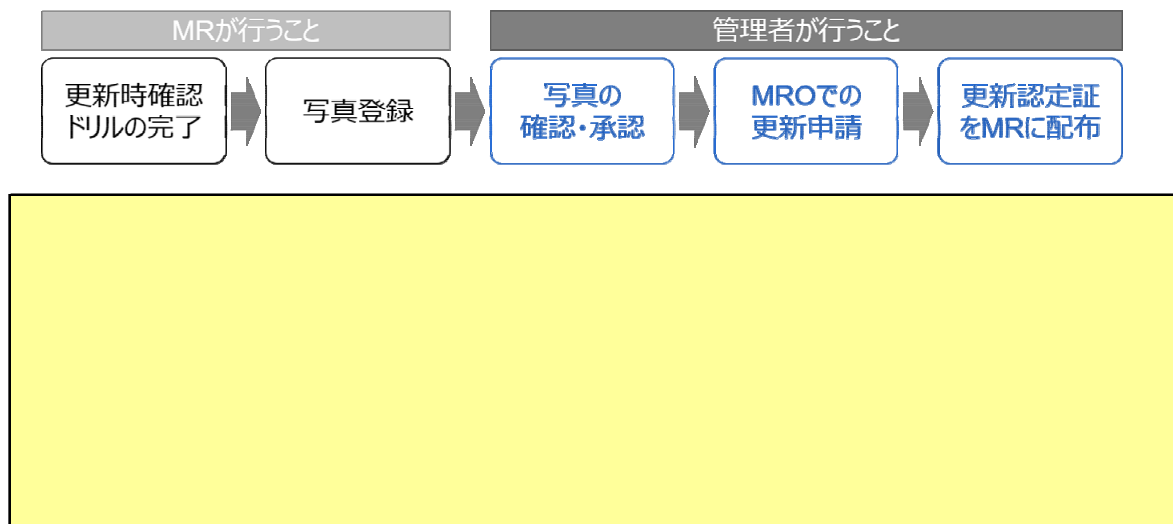 MRが行うこと
管理者が行うこと
更新時確認
ドリルの完了
写真登録
写真の
確認・承認
MROでの
更新申請
更新認定証
をMRに配布